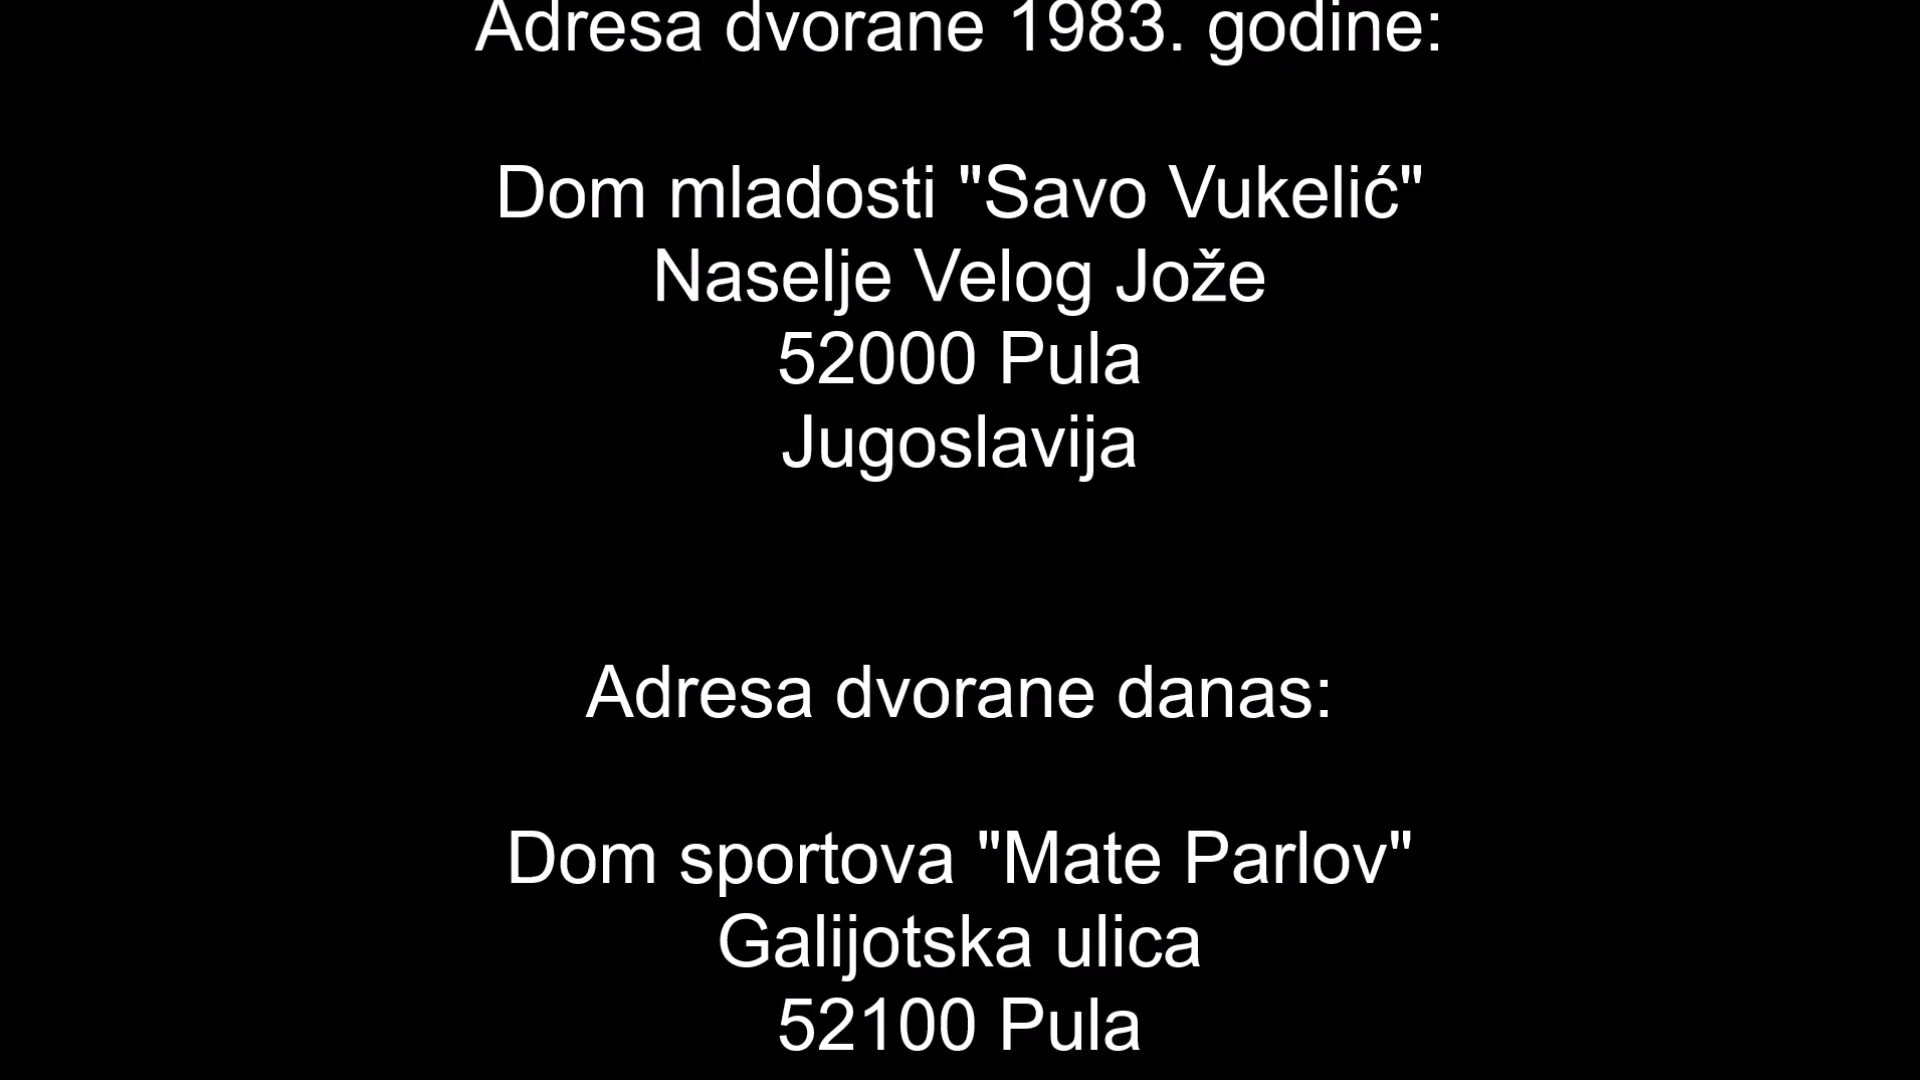 Adresa dvorane 1983. godine:
Dom mladosti "Savo Vukelić"
Naselje Velog Jože
52000 Pula
Jugoslavija
Adresa dvorane danas:
Dom sportova "Mate Parlov"
Galijotska ulica
52100 Pula